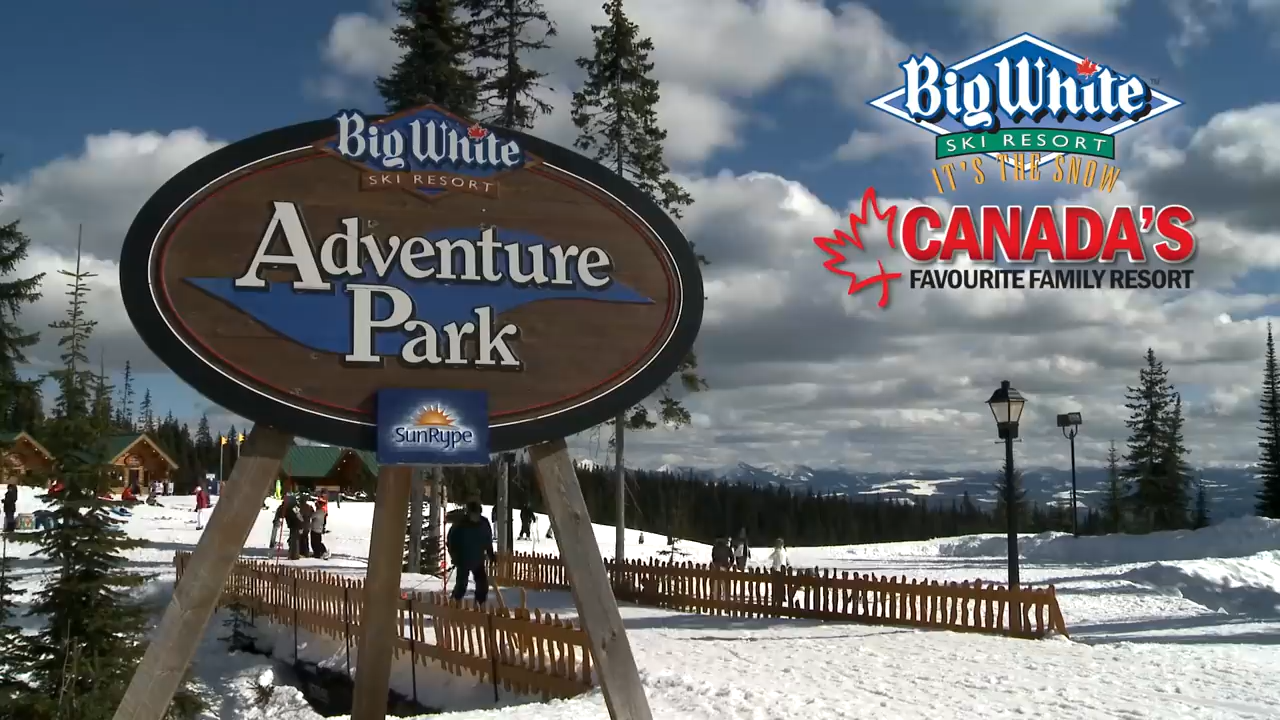 Big White
SKI RESORT
Adventure
Park
SunRype
Big White
SKI RESORT
IT'S THE SNOW
CANADA'S
FAVOURITE FAMILY RESORT